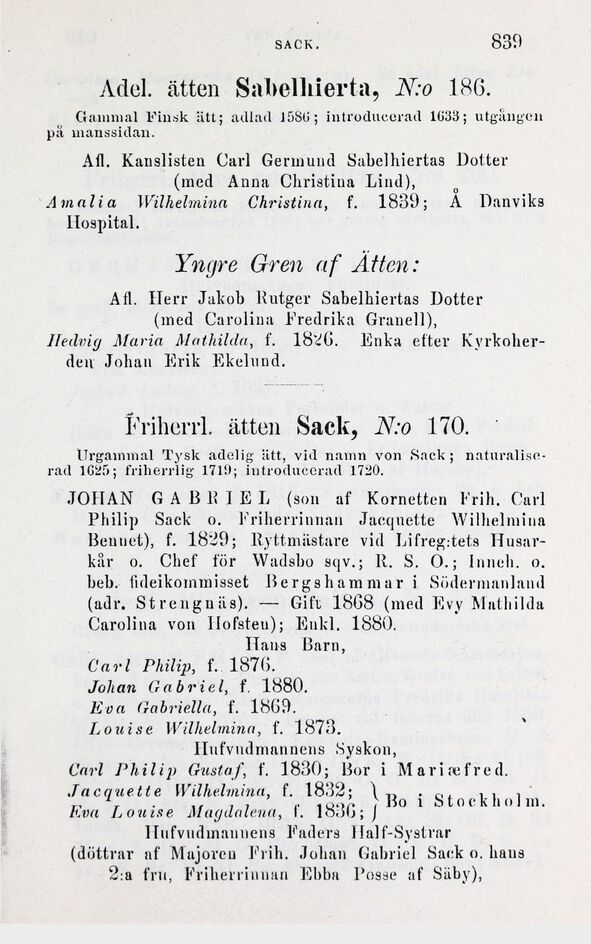 SACK. 839
Adel. ätten Sabelhierta, N:o 186.
Gammal Finsk ätt; adlad 1586; introducerad 1633; utgången
på manssidan.
Afl. Kanslisten Carl Germund Sabelhiertas Dotter
(med Anna Christina Lind),
Amalia Wilhelmina Christina, f. 1839; Å Danviks
Hospital.
Yngre Gren af Ätten:
Afl. Herr Jakob Rutger Sabelhiertas Dotter
(med Carolina Fredrika Granell),
Hedvig Maria Mathilda, f. 1826. Enka efter Kyrkoher-
den Johan Erik Ekelund.
Friherrl. ätten Sack, N:o 170.
Urgammal Tysk adelig ätt, vid namn von Sack; naturalise-
rad 1625; friherrlig 1719; introducerad 1720.
JOHAN GABRIEL (son af Kornetten Frih. Carl
Philip Sack o. Friherrinnan Jacquette Wilhelmina
Bennet), f. 1829; Ryttmästare vid Lifreg:tets Husar-
kår o. Chef för Wadsbo sqv.; R. S. O.; Inneh. o.
beb. fideikommisset Bergshammar i Södermanland
(adr. Strengnäs). — Gift 1868 (med Evy Mathilda
Carolina von Hofsten); Enkl. 1880.
Hans Barn,
Carl Philip, f. 1876.
Johan Gabriel, f. 1880.
Eva Gabriella, f. 1869.
Louise Wilhelmina, f. 1873.
Hufvudmannens Syskon,
Carl Philip Gustaf, f. 1830; Bor i Mariæfred.
Jacquette Wilhelmina, f. 1832; } Bo i Stockholm.
Eva Louise Magdalena, f. 1836;
Hufvudmannens Faders Half-Systrar
(döttrar af Majoren Frih. Johan Gabriel Sack o. hans
2:a fru, Friherrinnan Ebba Posse af Säby),